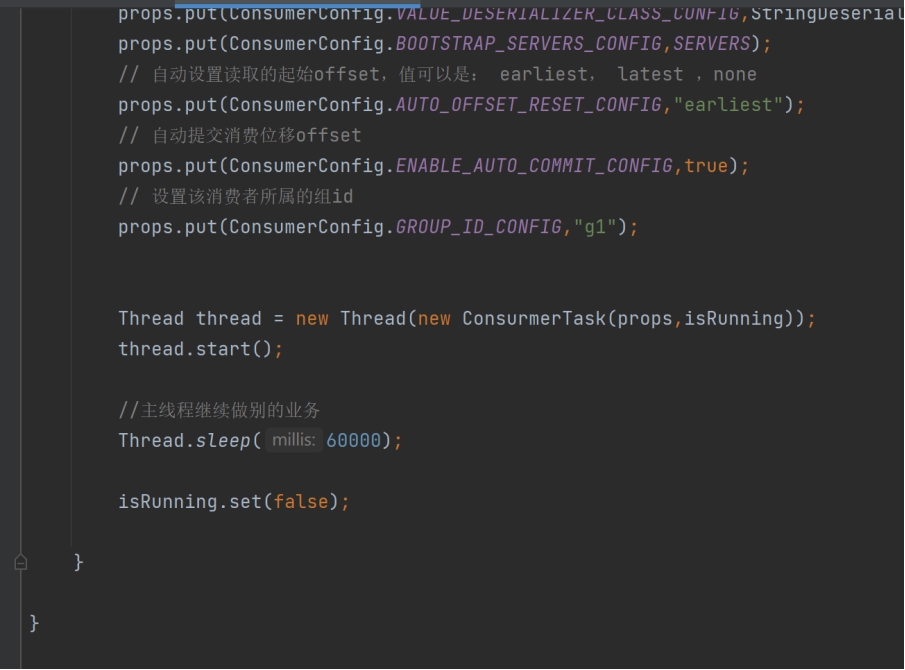 props.put(ConsumerConfig.VALUE_DESERIALIZER_CLASS_CONFIG,StringDeserial
props.put(ConsumerConfig.BOOTSTRAP_SERVERS_CONFIG,SERVERS);
// 自动设置读取的起始offset，值可以是： earliest， latest ，none
props.put(ConsumerConfig.AUTO_OFFSET_RESET_CONFIG,"earliest");
// 自动提交消费位移offset
props.put(ConsumerConfig.ENABLE_AUTO_COMMIT_CONFIG,true);
// 设置该消费者所属的组id
props.put(ConsumerConfig.GROUP_ID_CONFIG,"g1");
Thread thread = new Thread(new ConsurmerTask(props,isRunning));
thread.start();
//主线程继续做别的业务
Thread.sleep( millis: 60000);
isRunning.set(false);
}
}